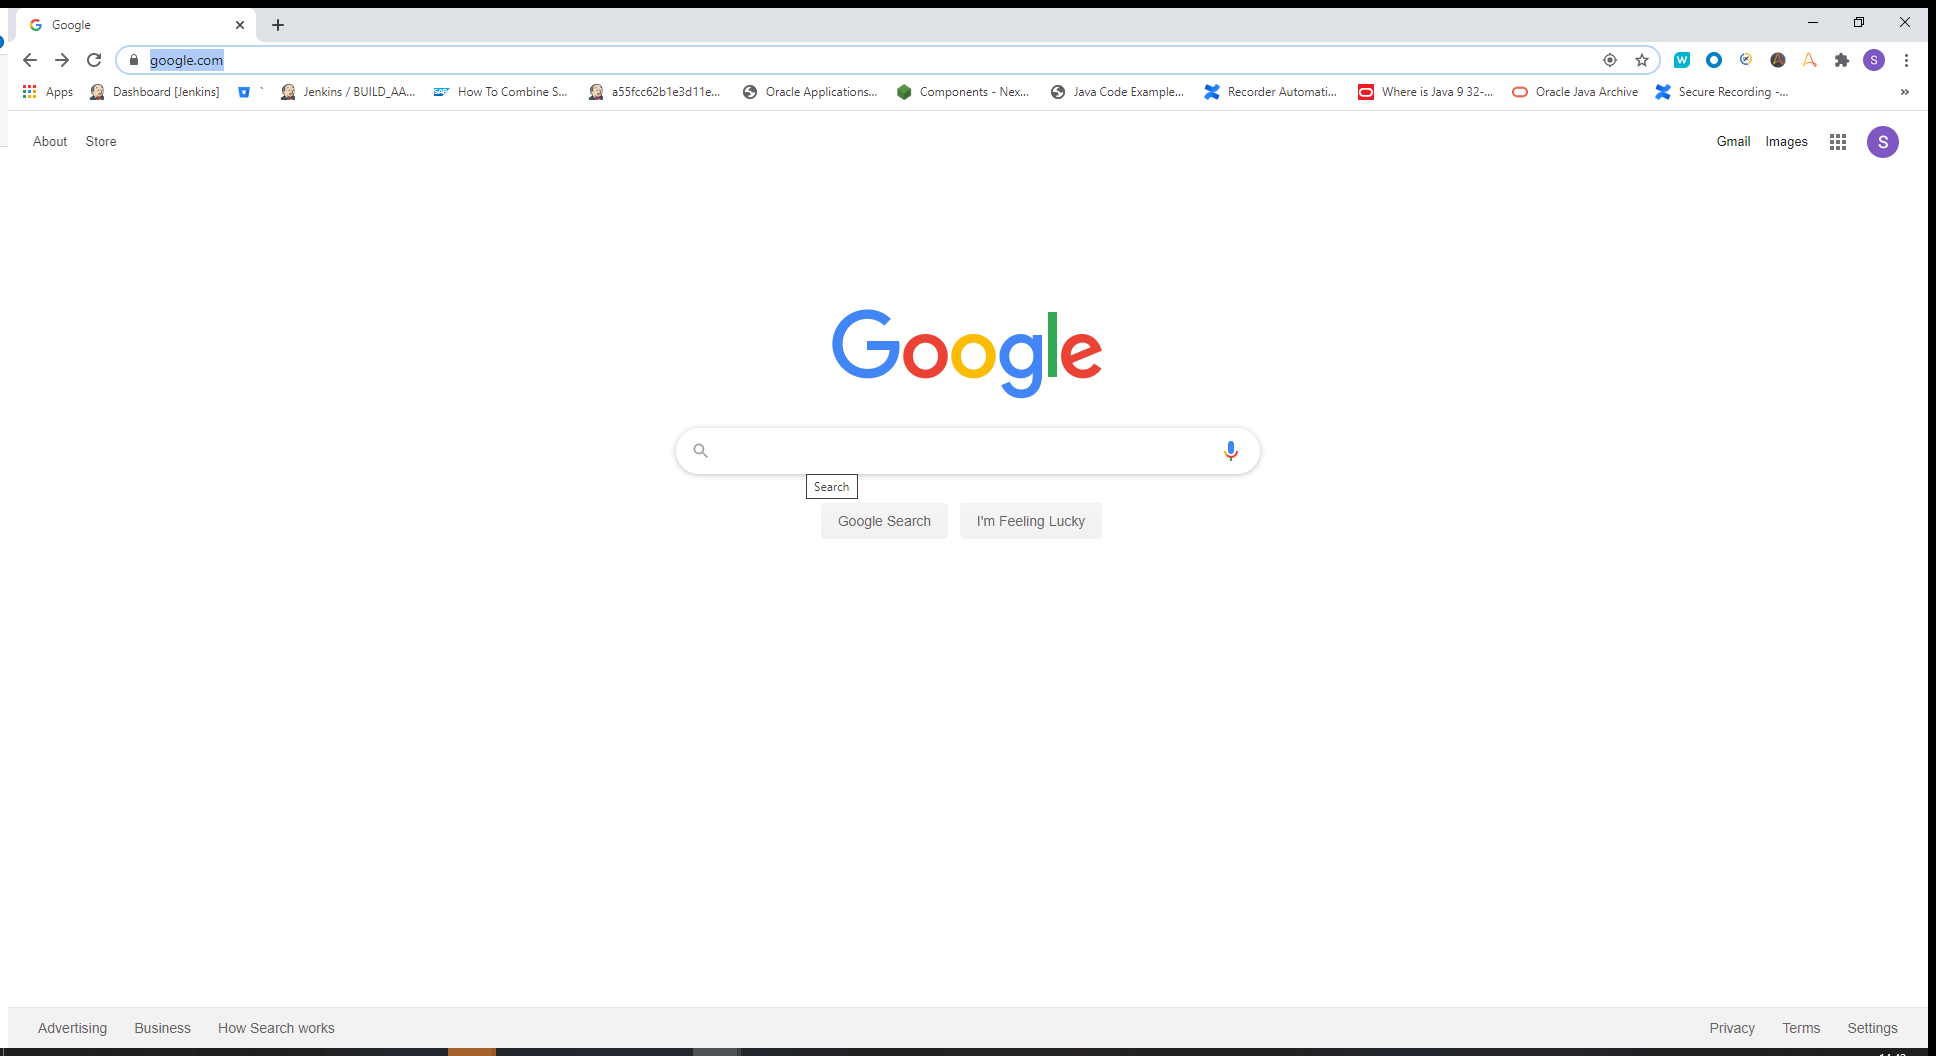 Google
google.com
Apps Dashboard [Jenkins] ` Jenkins / BUILD_AA... How To Combine S... a55fcc62b1e3d11e... Oracle Applications... Components - Nex... Java Code Example... Recorder Automati... Where is Java 9 32-... Oracle Java Archive Secure Recording -... »
About Store Gmail Images S
Google
Search
Google Search I'm Feeling Lucky
Advertising Business How Search works Privacy Terms Settings